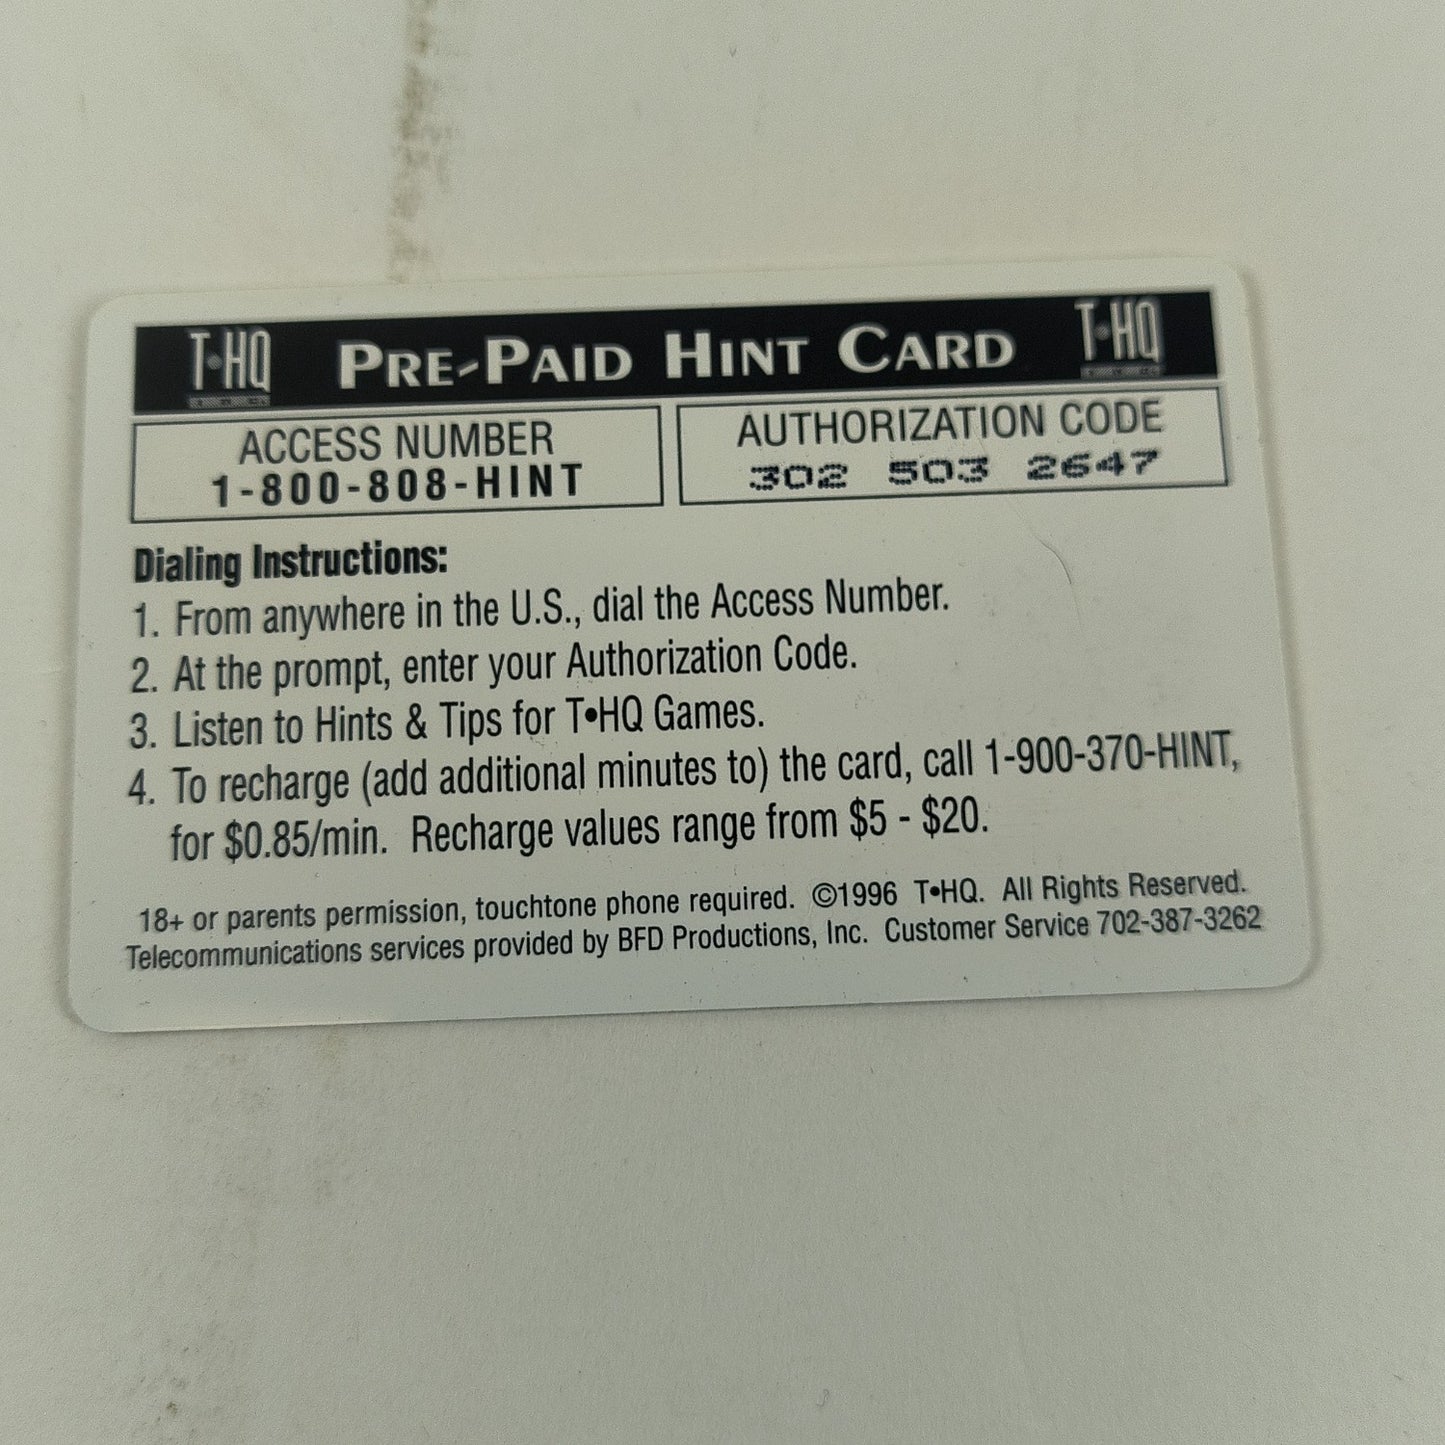 T•HQ PRE-PAID HINT CARD T•HQ
ACCESS NUMBER
1-800-808-HINT
AUTHORIZATION CODE
302 503 2647
Dialing Instructions:
1. From anywhere in the U.S., dial the Access Number.
2. At the prompt, enter your Authorization Code.
3. Listen to Hints & Tips for T•HQ Games.
4. To recharge (add additional minutes to) the card, call 1-900-370-HINT,
for $0.85/min. Recharge values range from $5 - $20.
18+ or parents permission, touchtone phone required. ©1996 T•HQ. All Rights Reserved.
Telecommunications services provided by BFD Productions, Inc. Customer Service 702-387-3262